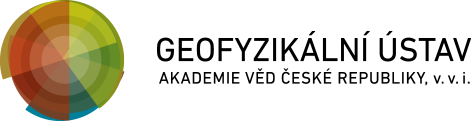 GEOFYZIKÁLNÍ ÚSTAV
AKADEMIE VĚD ČESKÉ REPUBLIKY, v. v. i.